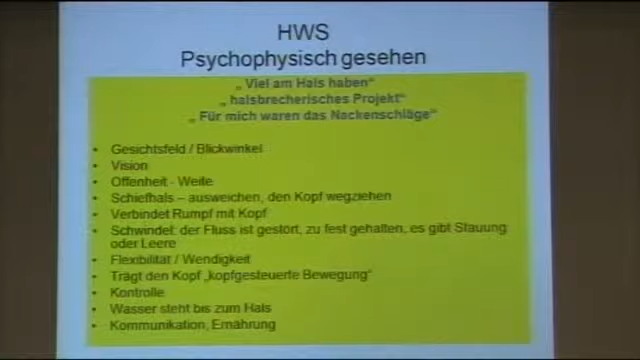 HWS
Psychophysisch gesehen
„ Viel am Hals haben“
„ halsbrecherisches Projekt“
„ Für mich waren das Nackenschläge“
• Gesichtsfeld / Blickwinkel
• Vision
• Offenheit - Weite
• Schiefhals – ausweichen, den Kopf wegziehen
• Verbindet Rumpf mit Kopf
• Schwindel: der Fluss ist gestört, zu fest gehalten, es gibt Stauung
oder Leere
• Flexibilität / Wendigkeit
• Trägt den Kopf „kopfgesteuerte Bewegung“
• Kontrolle
• Wasser steht bis zum Hals
• Kommunikation, Ernährung